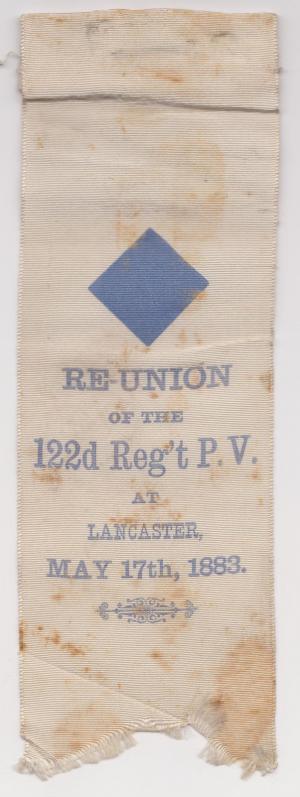 RE-UNION
OF THE
122d Reg't P. V.
AT
LANCASTER,
MAY 17th, 1883.